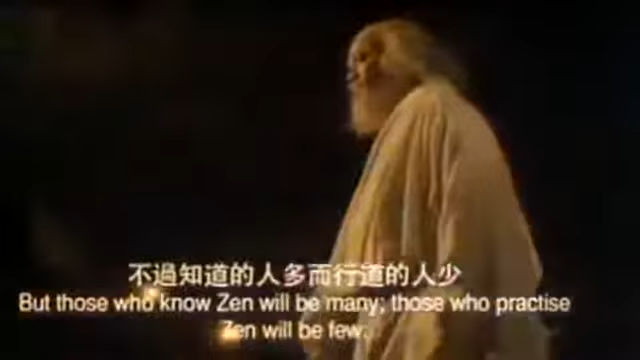 不過知道的人多而行道的人少
But those who know Zen will be many; those who practise
Zen will be few.